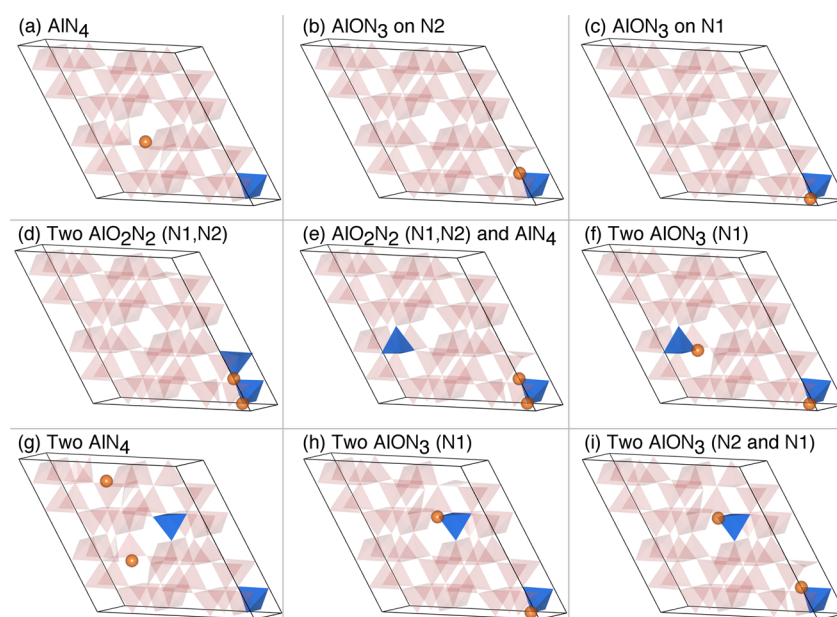 (a) AlN4
(b) AlON3 on N2
(c) AlON3 on N1
(d) Two AlO2N2 (N1,N2)
(e) AlO2N2 (N1,N2) and AlN4
(f) Two AlON3 (N1)
(g) Two AlN4
(h) Two AlON3 (N1)
(i) Two AlON3 (N2 and N1)